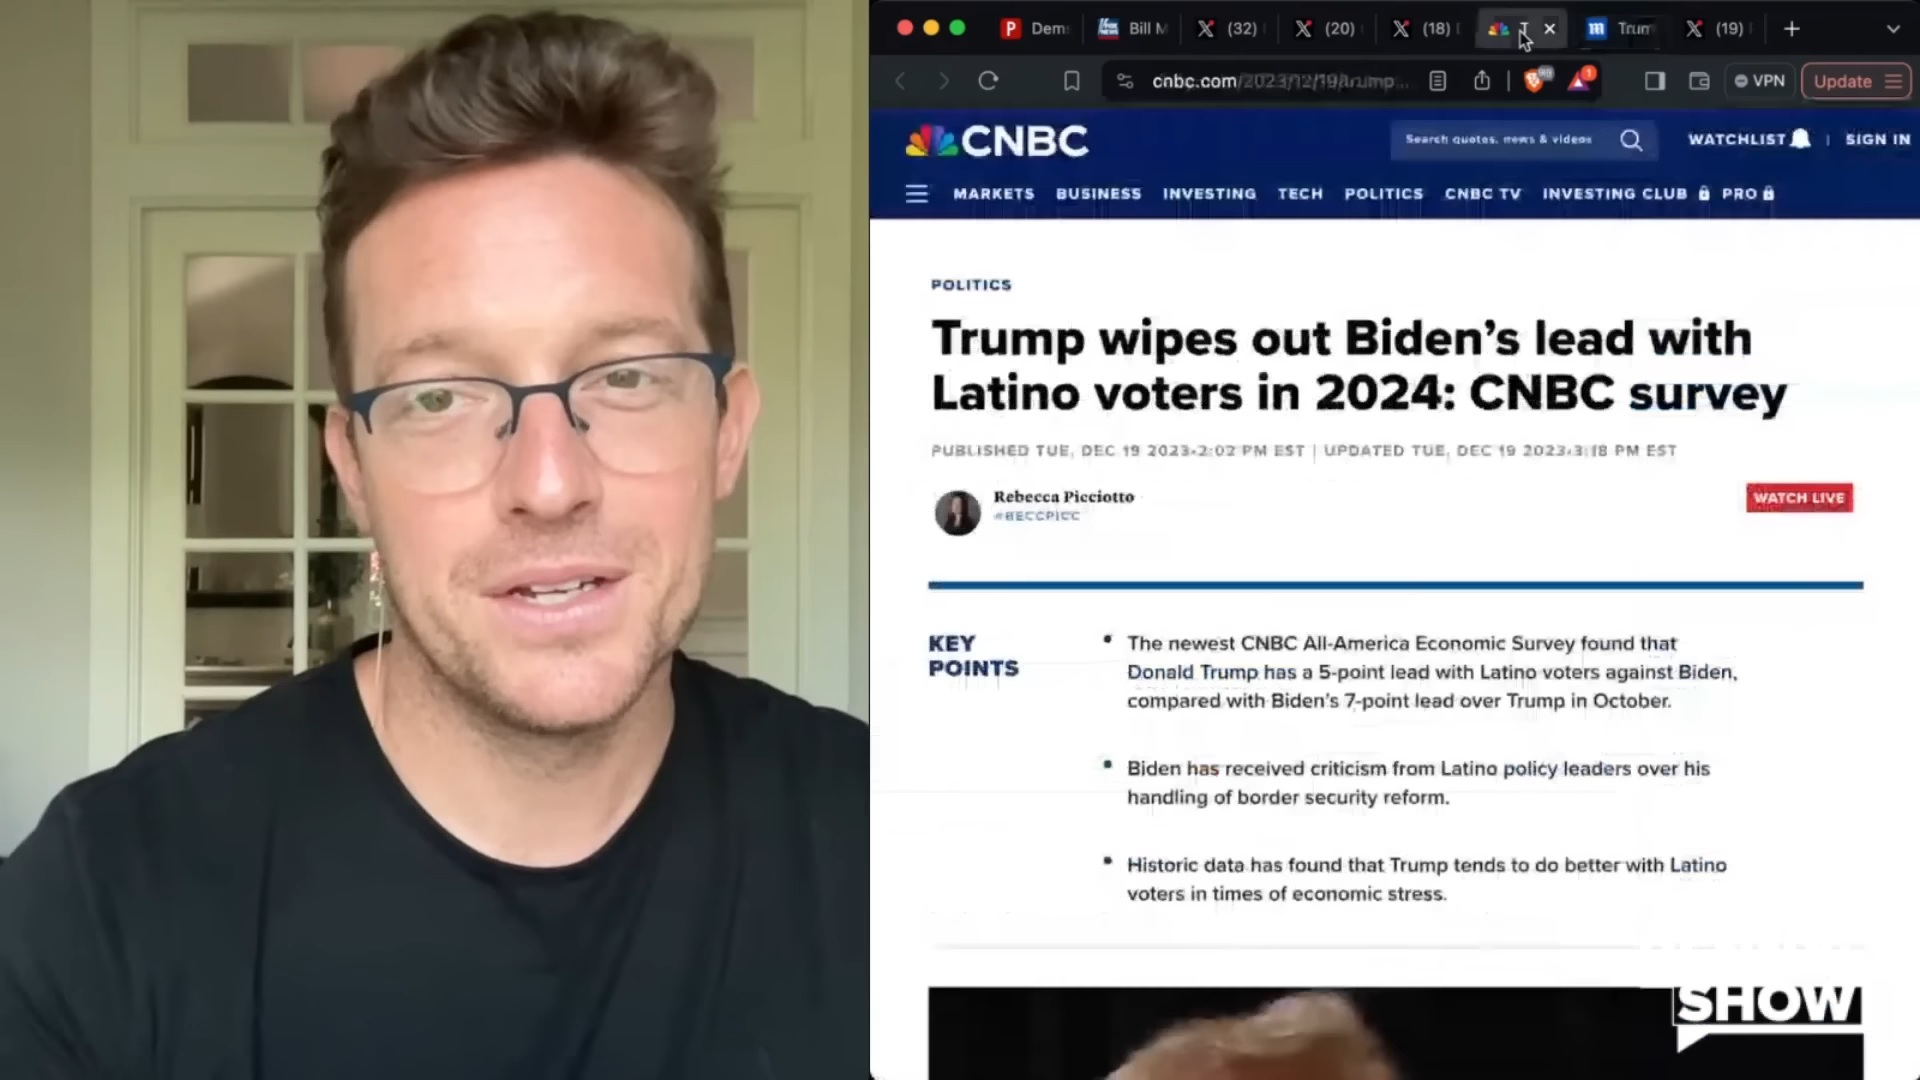 Dem
Bill M
(32)
(20)
(18)
T
Trum
(19)
cnbc.com/2023/12/19/trump...
VPN
Update
CNBC
Search quotes, news & videos
WATCHLIST
SIGN IN
MARKETS BUSINESS INVESTING TECH POLITICS CNBC TV INVESTING CLUB PRO
POLITICS
Trump wipes out Biden’s lead with
Latino voters in 2024: CNBC survey
PUBLISHED TUE, DEC 19 2023•2:02 PM EST | UPDATED TUE, DEC 19 2023•3:18 PM EST
Rebecca Picciotto
@BECCPICC
WATCH LIVE
KEY
POINTS
• The newest CNBC All-America Economic Survey found that
Donald Trump has a 5-point lead with Latino voters against Biden,
compared with Biden’s 7-point lead over Trump in October.
• Biden has received criticism from Latino policy leaders over his
handling of border security reform.
• Historic data has found that Trump tends to do better with Latino
voters in times of economic stress.
SHOW